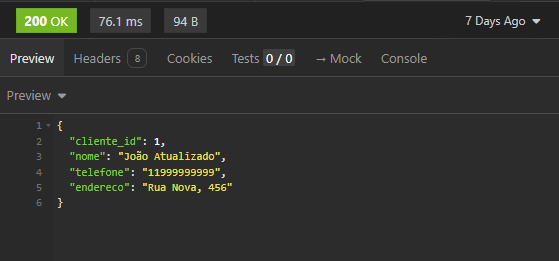 200 OK 76.1 ms 94 B 7 Days Ago
Preview Headers 8 Cookies Tests 0 / 0 → Mock Console
Preview
1 {
2 "cliente_id": 1,
3 "nome": "João Atualizado",
4 "telefone": "11999999999",
5 "endereco": "Rua Nova, 456"
6 }